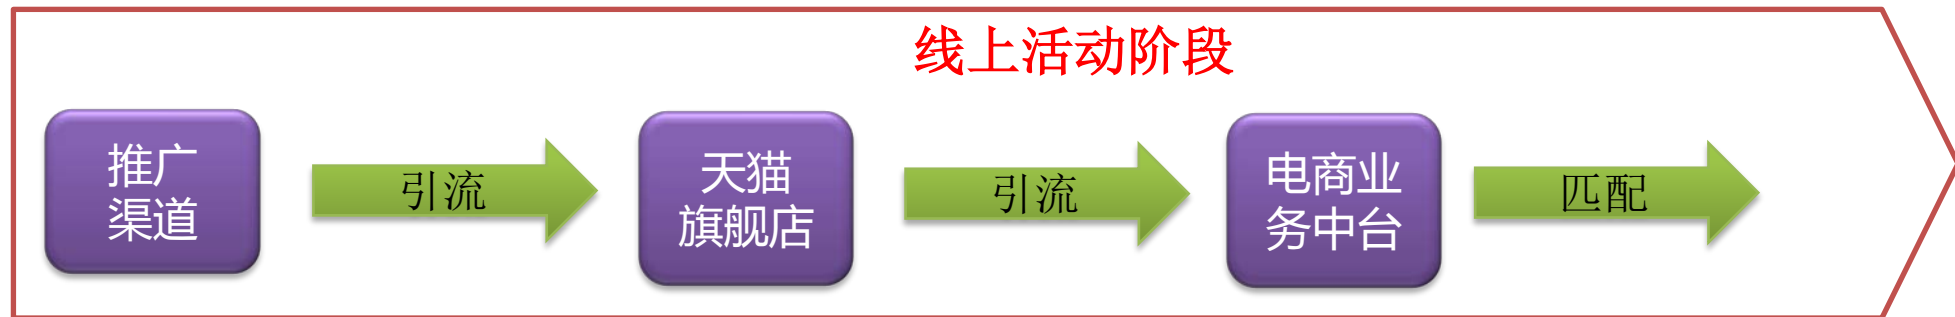 线上活动阶段
推广
渠道
引流
天猫
旗舰店
引流
电商业
务中台
匹配